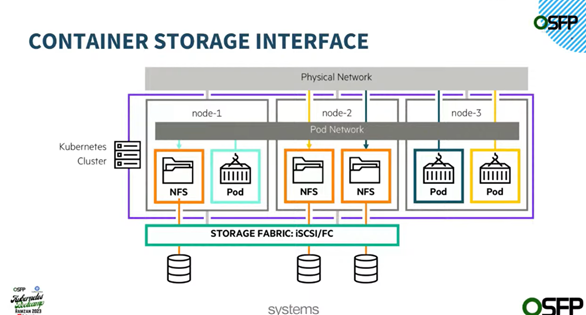 OSFP
CONTAINER STORAGE INTERFACE
Physical Network
node-1
node-2
node-3
Pod Network
Kubernetes
Cluster
NFS
Pod
NFS
NFS
Pod
Pod
STORAGE FABRIC: iSCSI/FC
OSFP
Kubernetes
Bootcamp
RAMZAN 2023
systems
OSFP